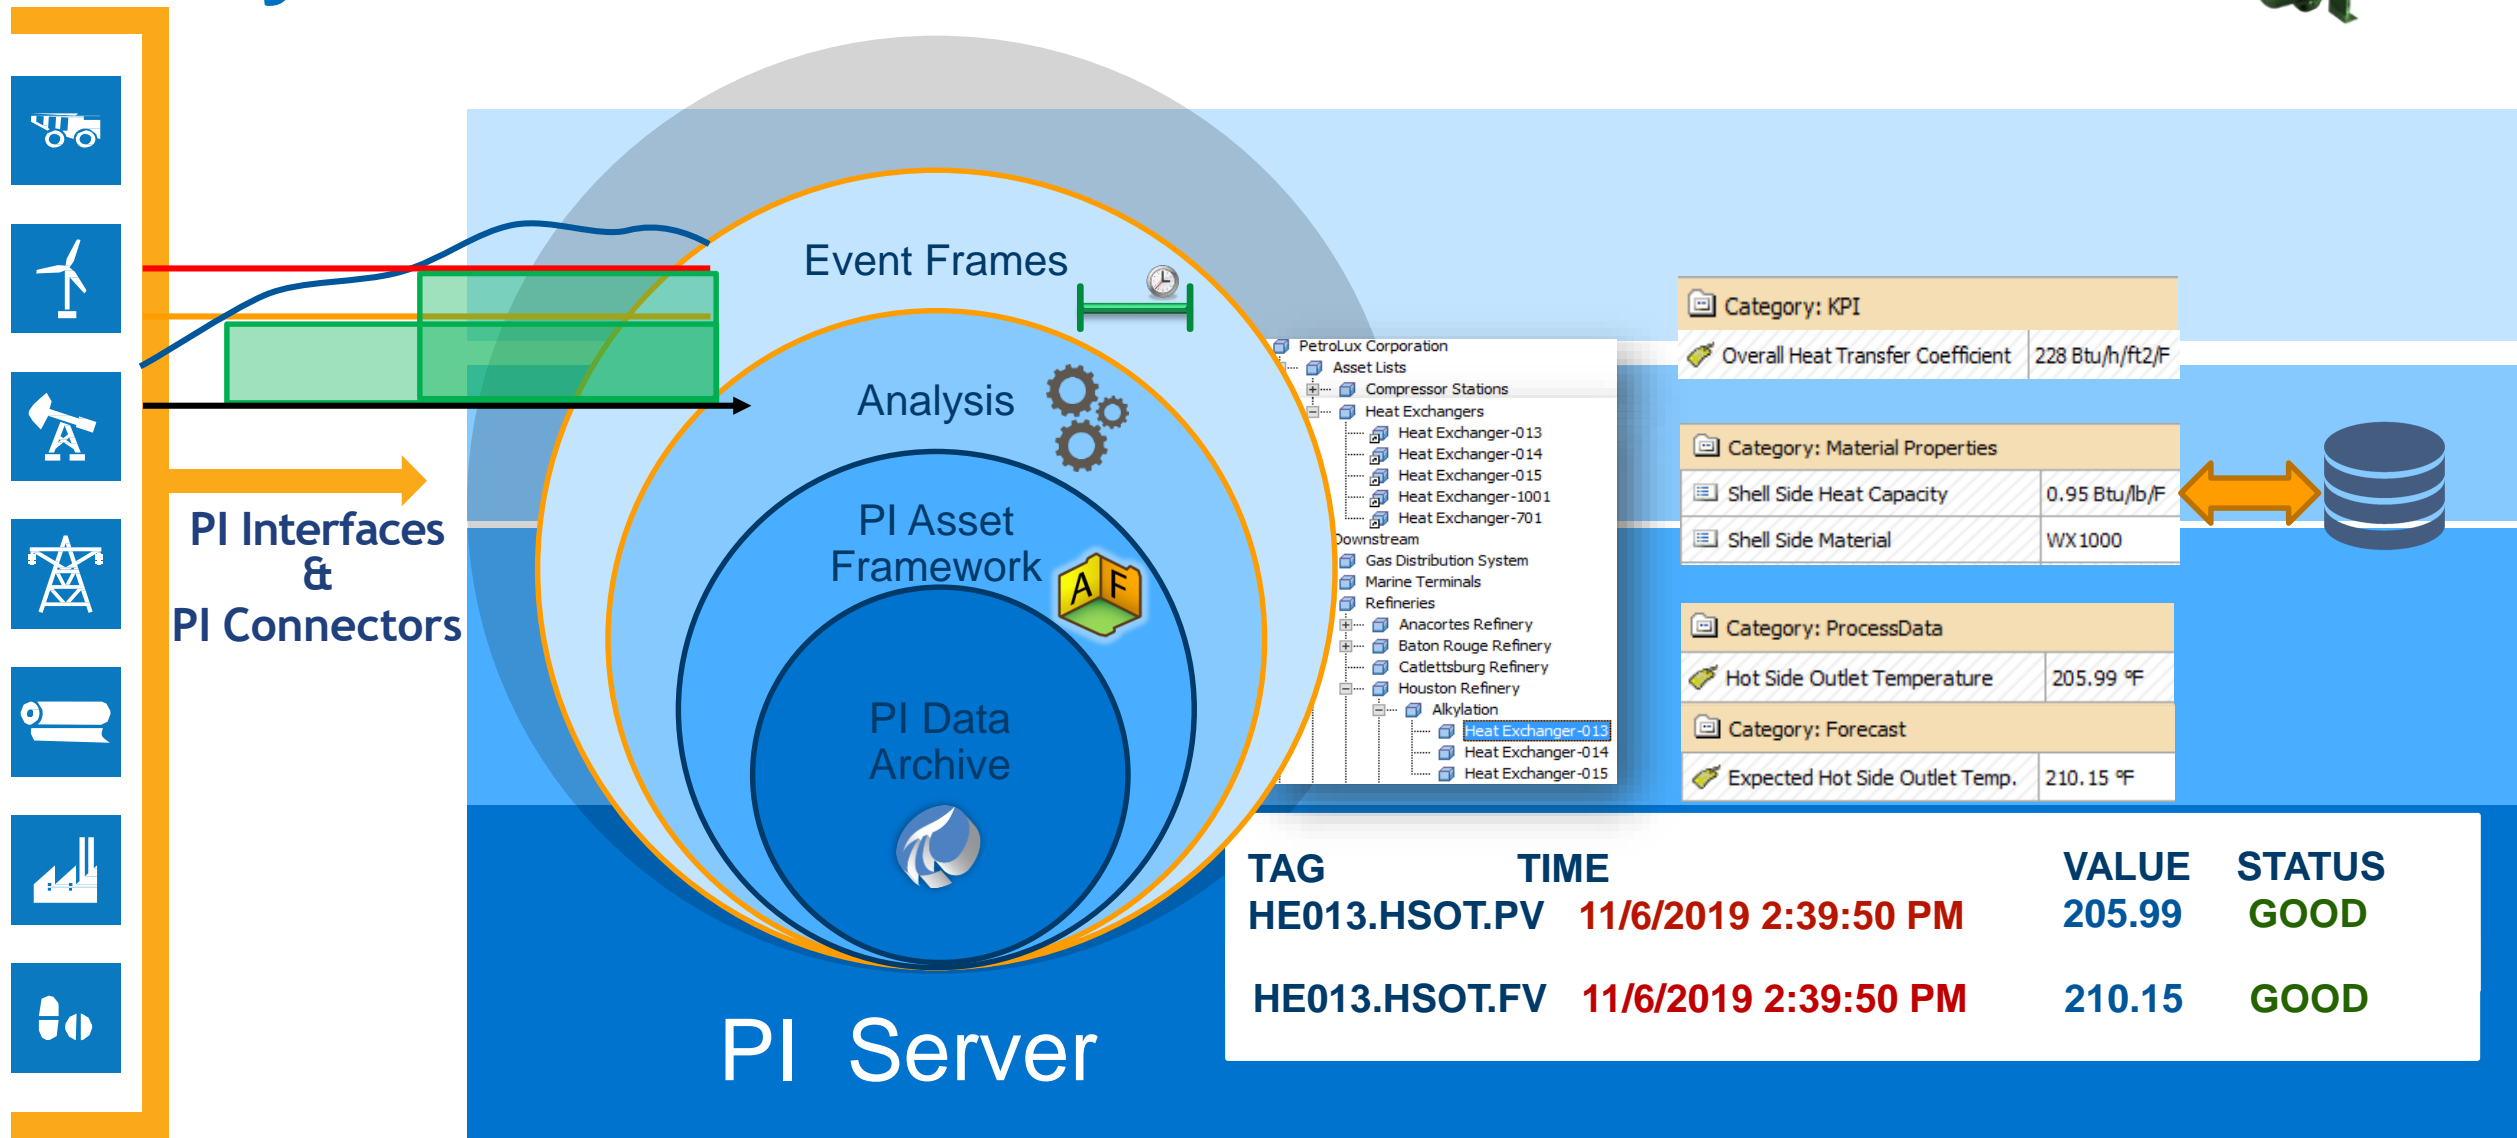 Event Frames
Analysis
PI Asset
Framework
A F
PI Data
Archive
PI Server
PI Interfaces
&
PI Connectors
PetroLux Corporation
Asset Lists
Compressor Stations
Heat Exchangers
Heat Exchanger-013
Heat Exchanger-014
Heat Exchanger-015
Heat Exchanger-1001
Heat Exchanger-701
Downstream
Gas Distribution System
Marine Terminals
Refineries
Anacortes Refinery
Baton Rouge Refinery
Catlettsburg Refinery
Houston Refinery
Alkylation
Heat Exchanger-013
Heat Exchanger-014
Heat Exchanger-015
Category: KPI
Overall Heat Transfer Coefficient 228 Btu/h/ft2/F
Category: Material Properties
Shell Side Heat Capacity 0.95 Btu/lb/F
Shell Side Material WX1000
Category: ProcessData
Hot Side Outlet Temperature 205.99 °F
Category: Forecast
Expected Hot Side Outlet Temp. 210.15 °F
TAG TIME VALUE STATUS
HE013.HSOT.PV 11/6/2019 2:39:50 PM 205.99 GOOD
HE013.HSOT.FV 11/6/2019 2:39:50 PM 210.15 GOOD